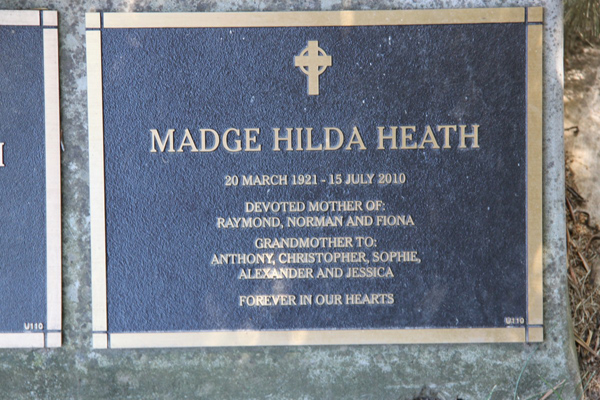 MADGE HILDA HEATH
20 MARCH 1921 - 15 JULY 2010
DEVOTED MOTHER OF:
RAYMOND, NORMAN AND FIONA
GRANDMOTHER TO:
ANTHONY, CHRISTOPHER, SOPHIE,
ALEXANDER AND JESSICA
FOREVER IN OUR HEARTS
U110
U110